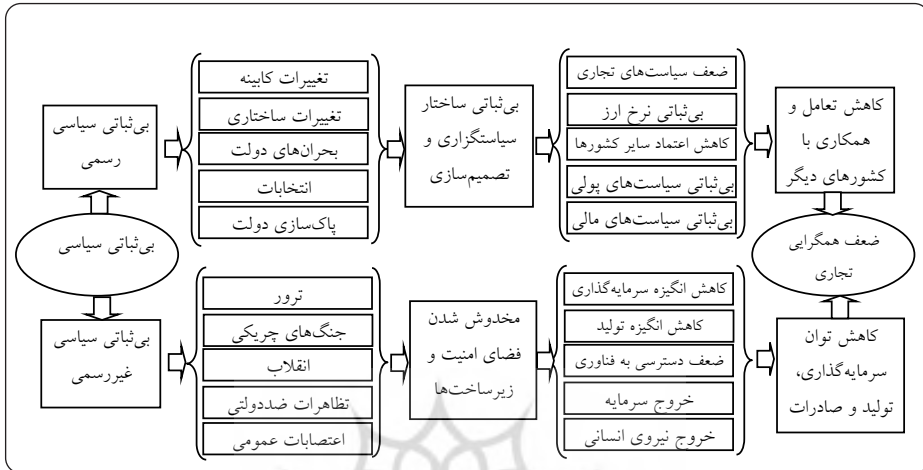 بی‌ثباتی سیاسی
بی‌ثباتی سیاسی
رسمی
تغییرات کابینه
تغییرات ساختاری
بحران‌های دولت
انتخابات
پاک‌سازی دولت
بی‌ثباتی ساختار
سیاستگزاری و
تصمیم‌سازی
ضعف سیاست‌های تجاری
بی‌ثباتی نرخ ارز
کاهش اعتماد سایر کشورها
بی‌ثباتی سیاست‌های پولی
بی‌ثباتی سیاست‌های مالی
کاهش تعامل و
همکاری با
کشورهای دیگر
بی‌ثباتی سیاسی
غیررسمی
ترور
جنگ‌های چریکی
انقلاب
تظاهرات ضددولتی
اعتصابات عمومی
مخدوش شدن
فضای امنیت و
زیرساخت‌ها
کاهش انگیزه سرمایه‌گذاری
کاهش انگیزه تولید
ضعف دسترسی به فناوری
خروج سرمایه
خروج نیروی انسانی
کاهش توان
سرمایه‌گذاری،
تولید و صادرات
ضعف همگرایی
تجاری